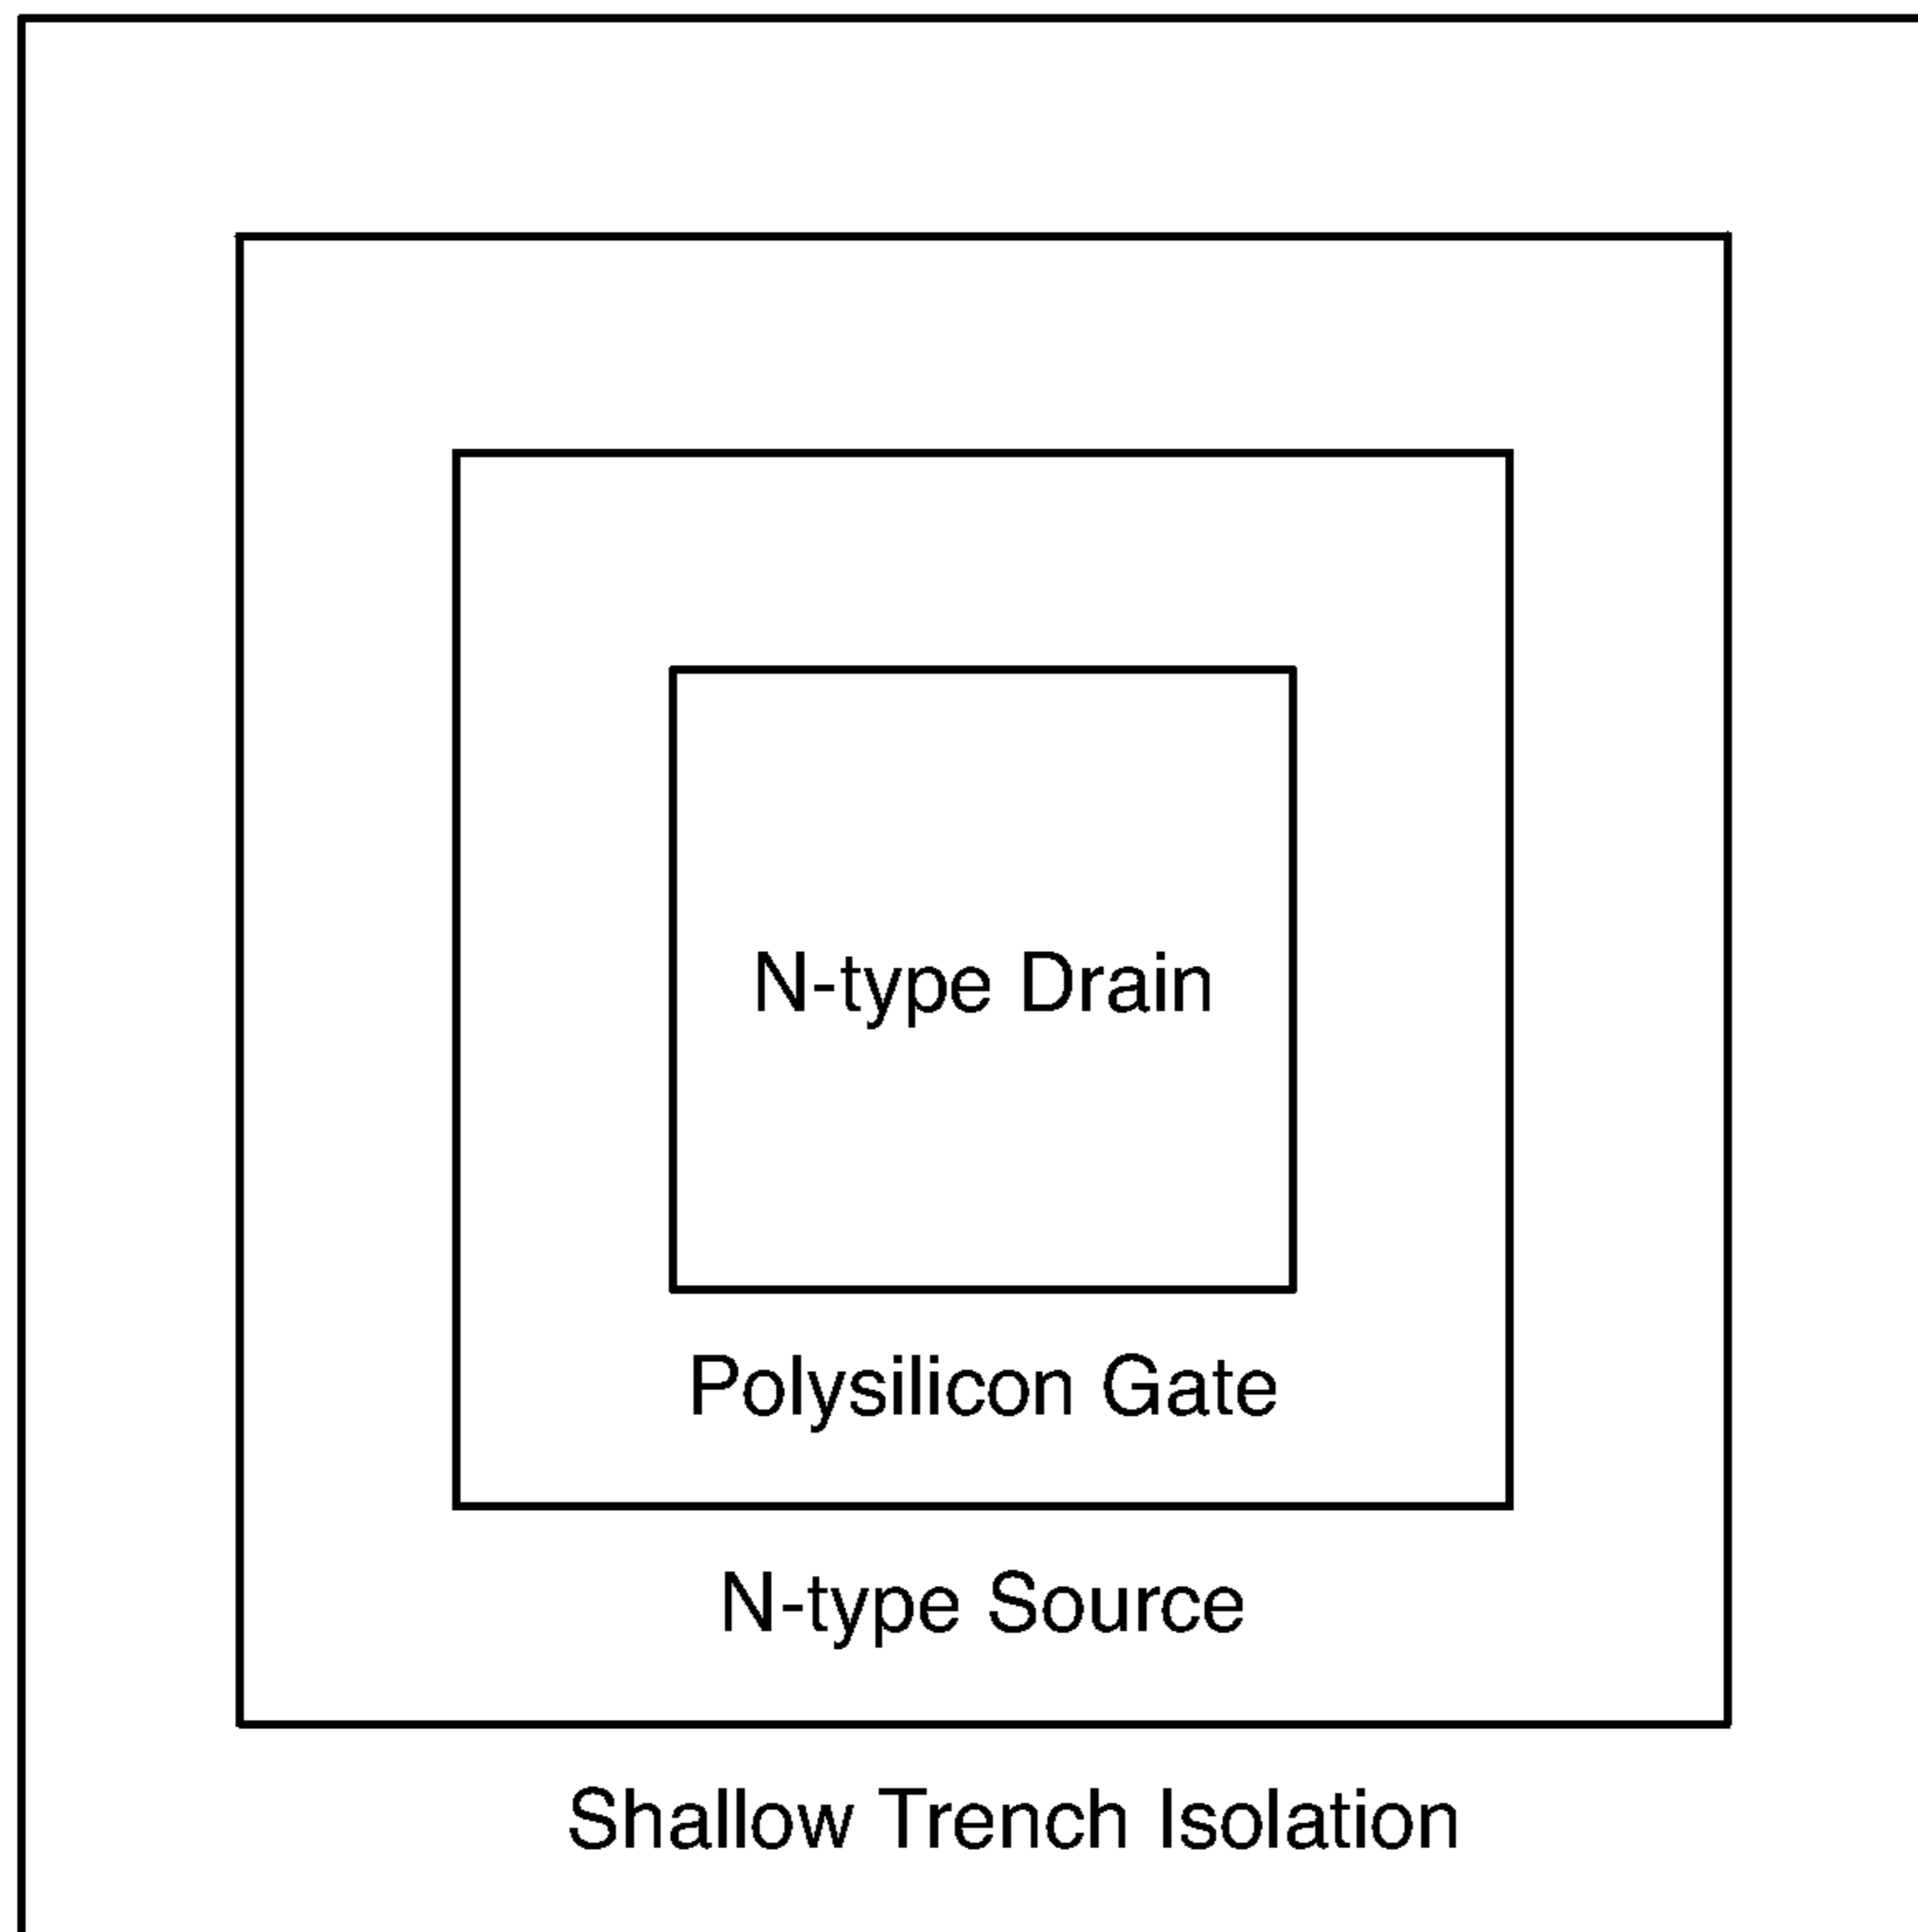 N-type Drain
Polysilicon Gate
N-type Source
Shallow Trench Isolation